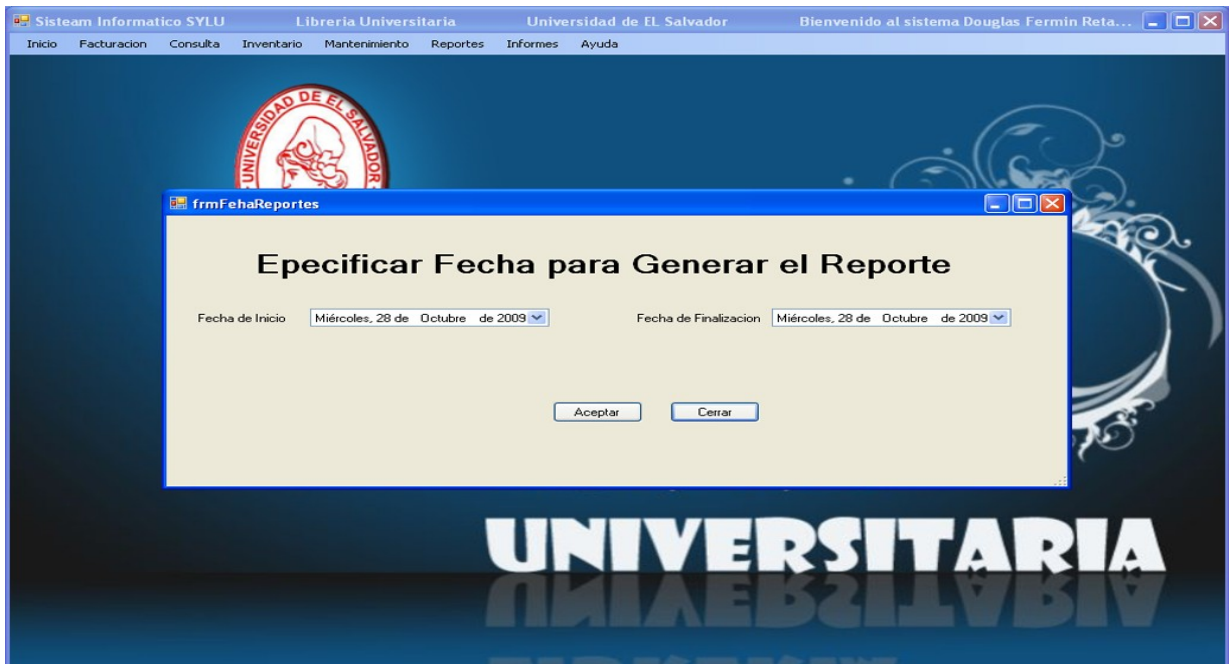 Sisteam Informatico SYLU Libreria Universitaria Universidad de EL Salvador Bienvenido al sistema Douglas Fermin Reta...
Inicio Facturacion Consulta Inventario Mantenimiento Reportes Informes Ayuda
UNIVERSIDAD DE EL SALVADOR
frmFehaReportes
Epecificar Fecha para Generar el Reporte
Fecha de Inicio Miércoles, 28 de Octubre de 2009 Fecha de Finalizacion Miércoles, 28 de Octubre de 2009
Aceptar Cerrar
UNIVERSITARIA